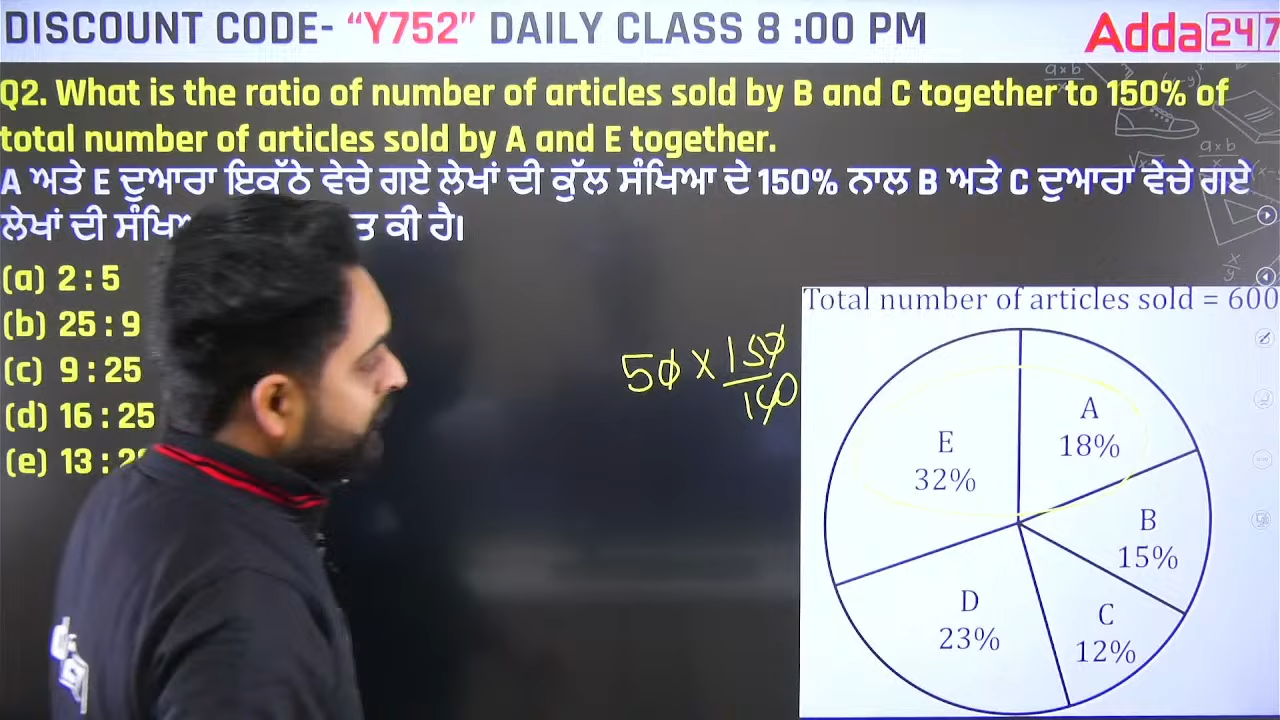 DISCOUNT CODE- “Y752” DAILY CLASS 8 :00 PM
Adda247
Q2. What is the ratio of number of articles sold by B and C together to 150% of
total number of articles sold by A and E together.
A ਅਤੇ E ਦੁਆਰਾ ਇਕੱਠੇ ਵੇਚੇ ਗਏ ਲੇਖਾਂ ਦੀ ਕੁੱਲ ਸੰਖਿਆ ਦੇ 150% ਨਾਲ B ਅਤੇ C ਦੁਆਰਾ ਵੇਚੇ ਗਏ
ਲੇਖਾਂ ਦੀ ਕੀ ਹੈ।
(a) 2 : 5
(b) 25 : 9
(c) 9 : 25
(d) 16 : 25
(e) 13 :
50 × 150
100
Total number of articles sold = 600
A
18%
E
32%
B
15%
D
23%
C
12%